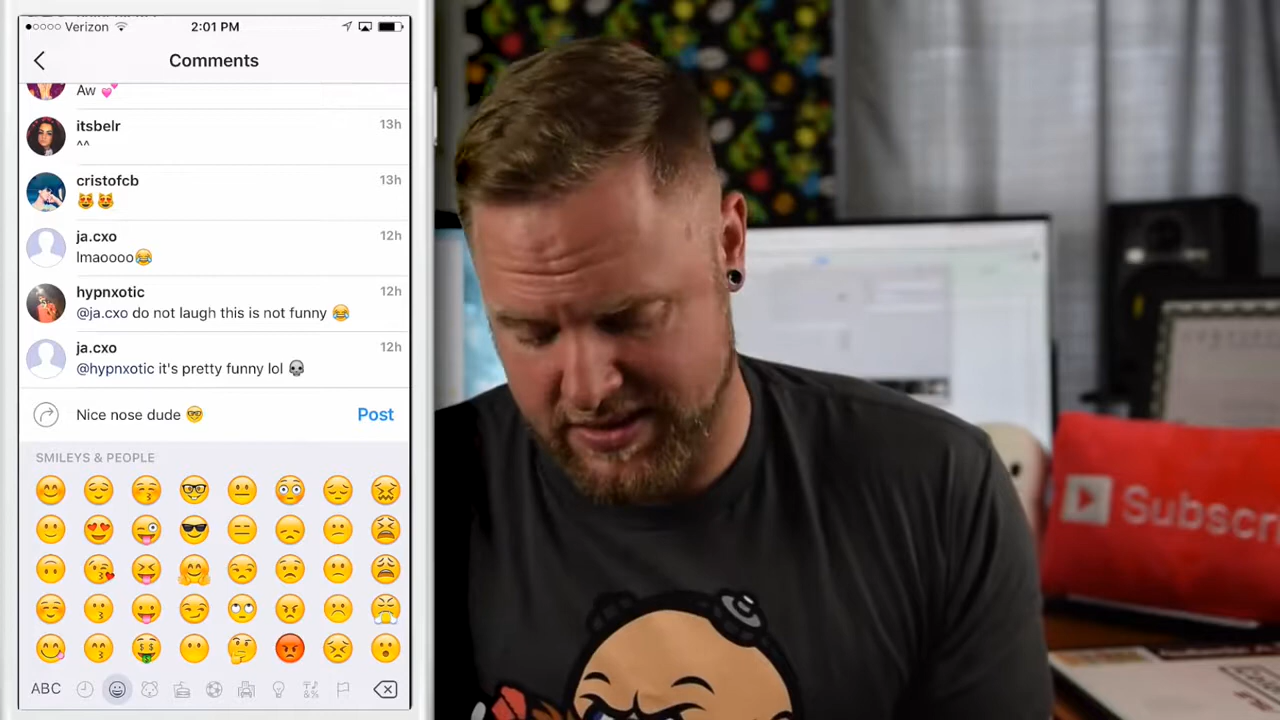 ●○○○○ Verizon 2:01 PM
Comments
Aw 💕
itsbelr 13h
^^
cristofcb 13h
😻 😻
ja.cxo 12h
lmaoooo😂
hypnxotic 12h
@ja.cxo do not laugh this is not funny 😂
ja.cxo 12h
@hypnxotic it's pretty funny lol 💀
Nice nose dude 🤓 Post
SMILEYS & PEOPLE
ABC
Subscr